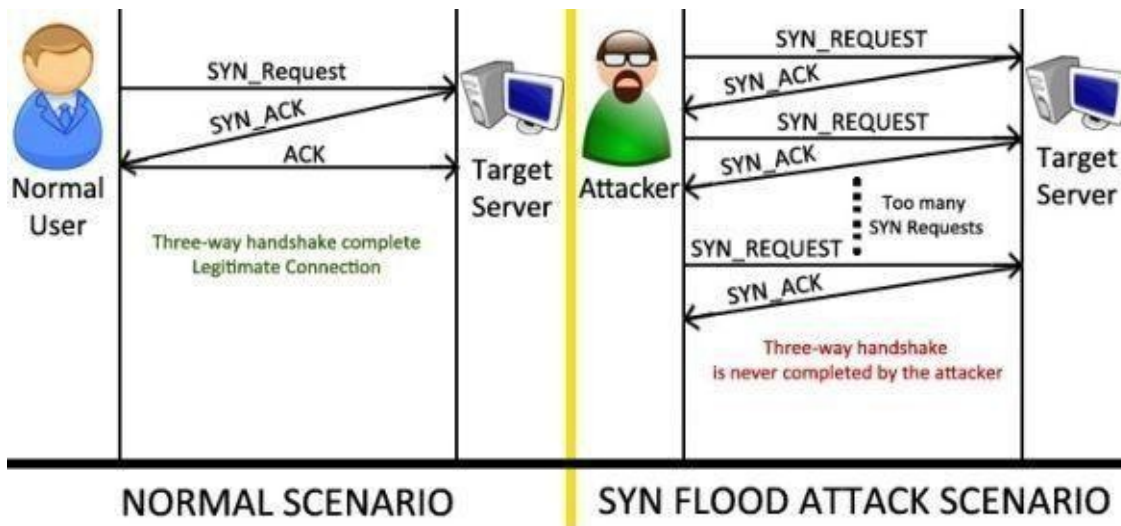 SYN_Request
SYN_ACK
ACK
Normal
User
Target
Server
Three-way handshake complete
Legitimate Connection
SYN_REQUEST
SYN_ACK
SYN_REQUEST
SYN_ACK
Attacker
Target
Server
Too many
SYN Requests
SYN_REQUEST
SYN_ACK
Three-way handshake
is never completed by the attacker
NORMAL SCENARIO
SYN FLOOD ATTACK SCENARIO